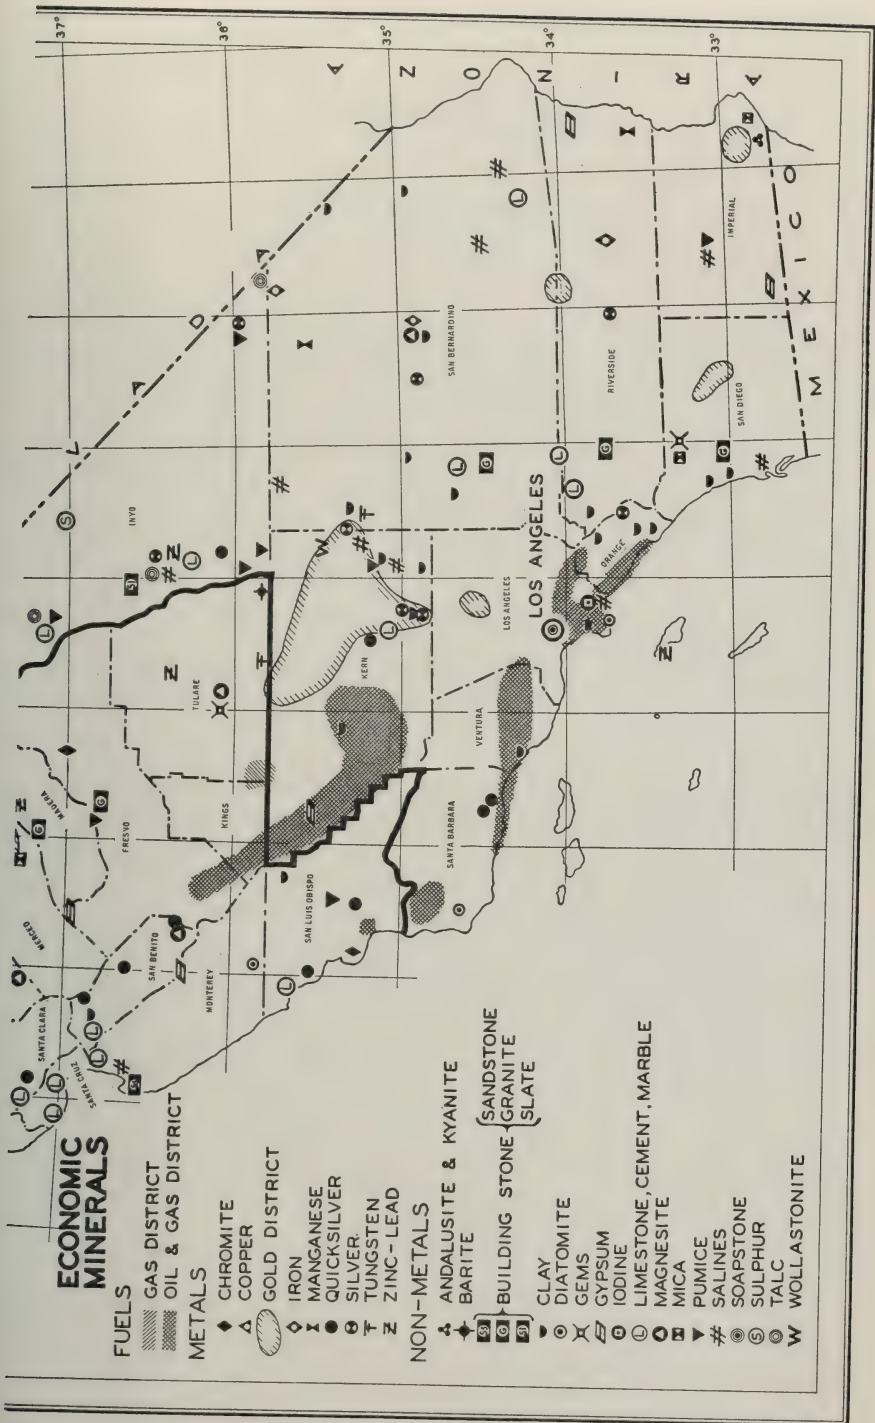 ECONOMIC
MINERALS
FUELS
GAS DISTRICT
OIL & GAS DISTRICT
METALS
CHROMITE
COPPER
GOLD DISTRICT
IRON
MANGANESE
QUICKSILVER
SILVER
TUNGSTEN
ZINC-LEAD
NON-METALS
ANDALUSITE & KYANITE
BARITE
BUILDING STONE
SANDSTONE
GRANITE
SLATE
CLAY
DIATOMITE
GEMS
GYPSUM
IODINE
LIMESTONE, CEMENT, MARBLE
MAGNESITE
MICA
PUMICE
SALINES
SOAPSTONE
SULPHUR
TALC
WOLLASTONITE
SANTA CLARA
SANTA CRUZ
MERCED
MADERA
SAN BENITO
MONTEREY
FRESNO
KINGS
TULARE
INYO
SAN LUIS OBISPO
KERN
SAN BERNARDINO
SANTA BARBARA
VENTURA
LOS ANGELES
LOS ANGELES
ORANGE
RIVERSIDE
SAN DIEGO
IMPERIAL
MEXICO
ARIZONA
37°
36°
35°
34°
33°